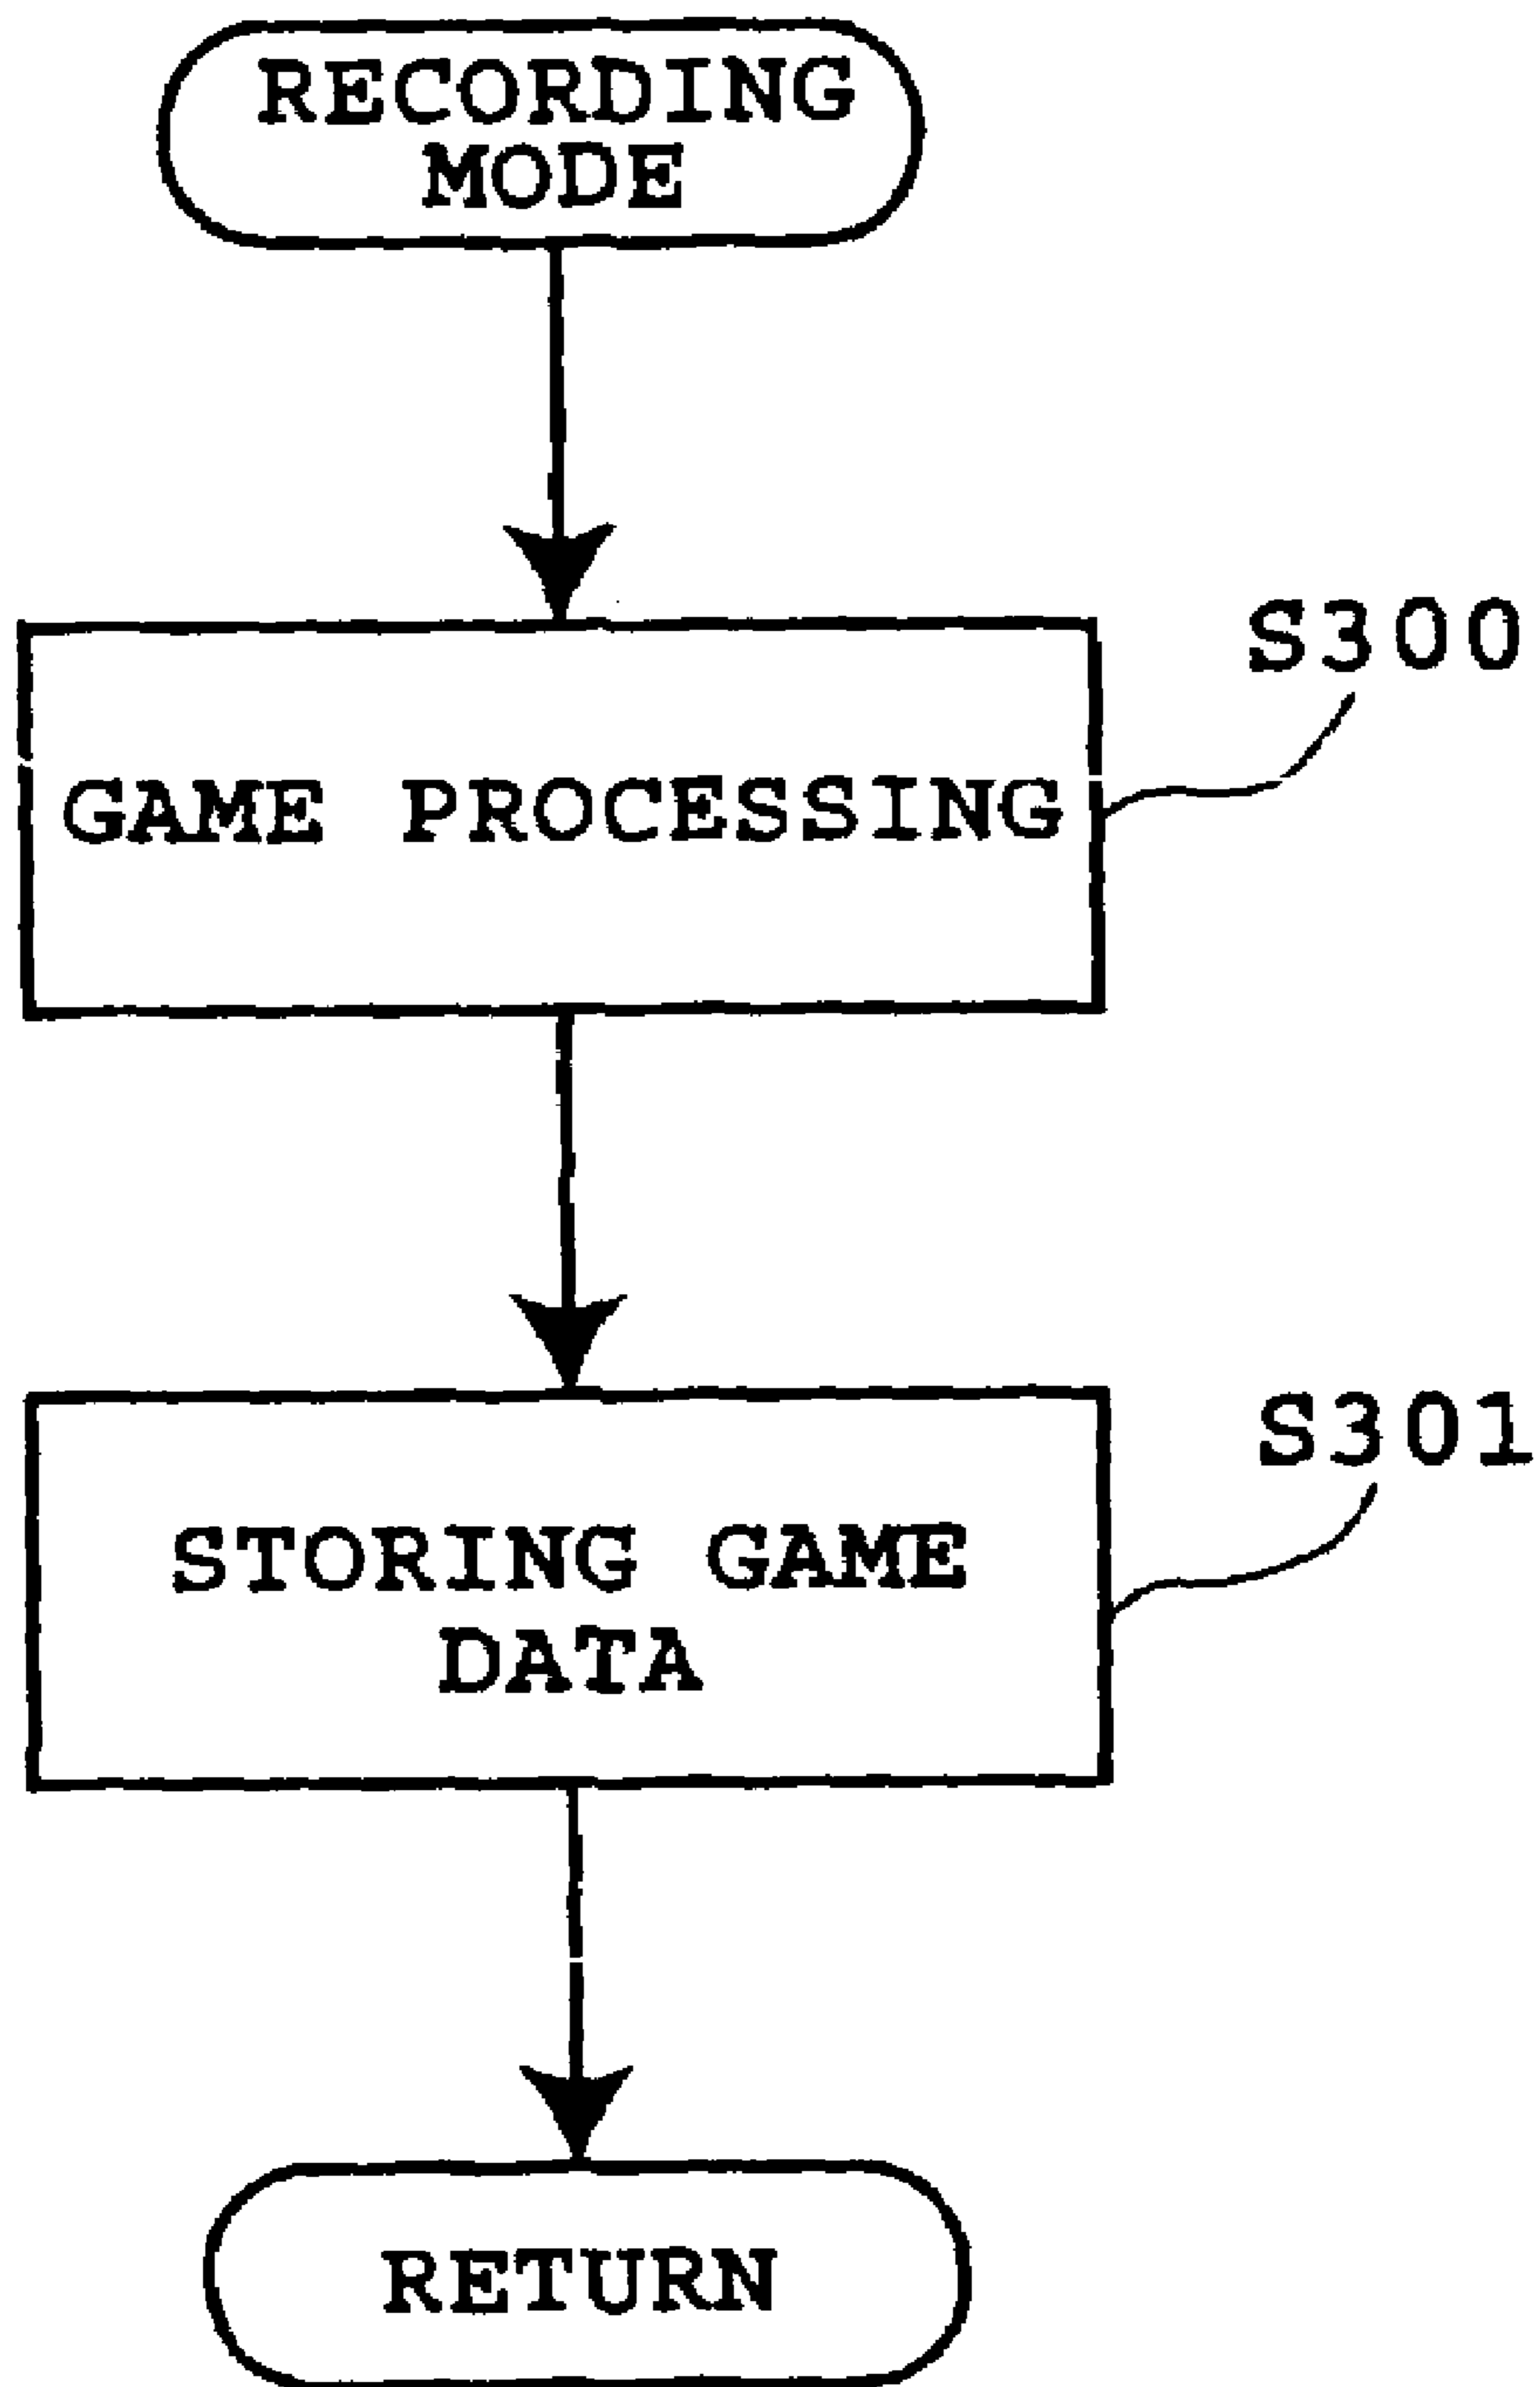 RECORDING
MODE
S300
GAME PROCESSING
S301
STORING GAME
DATA
RETURN